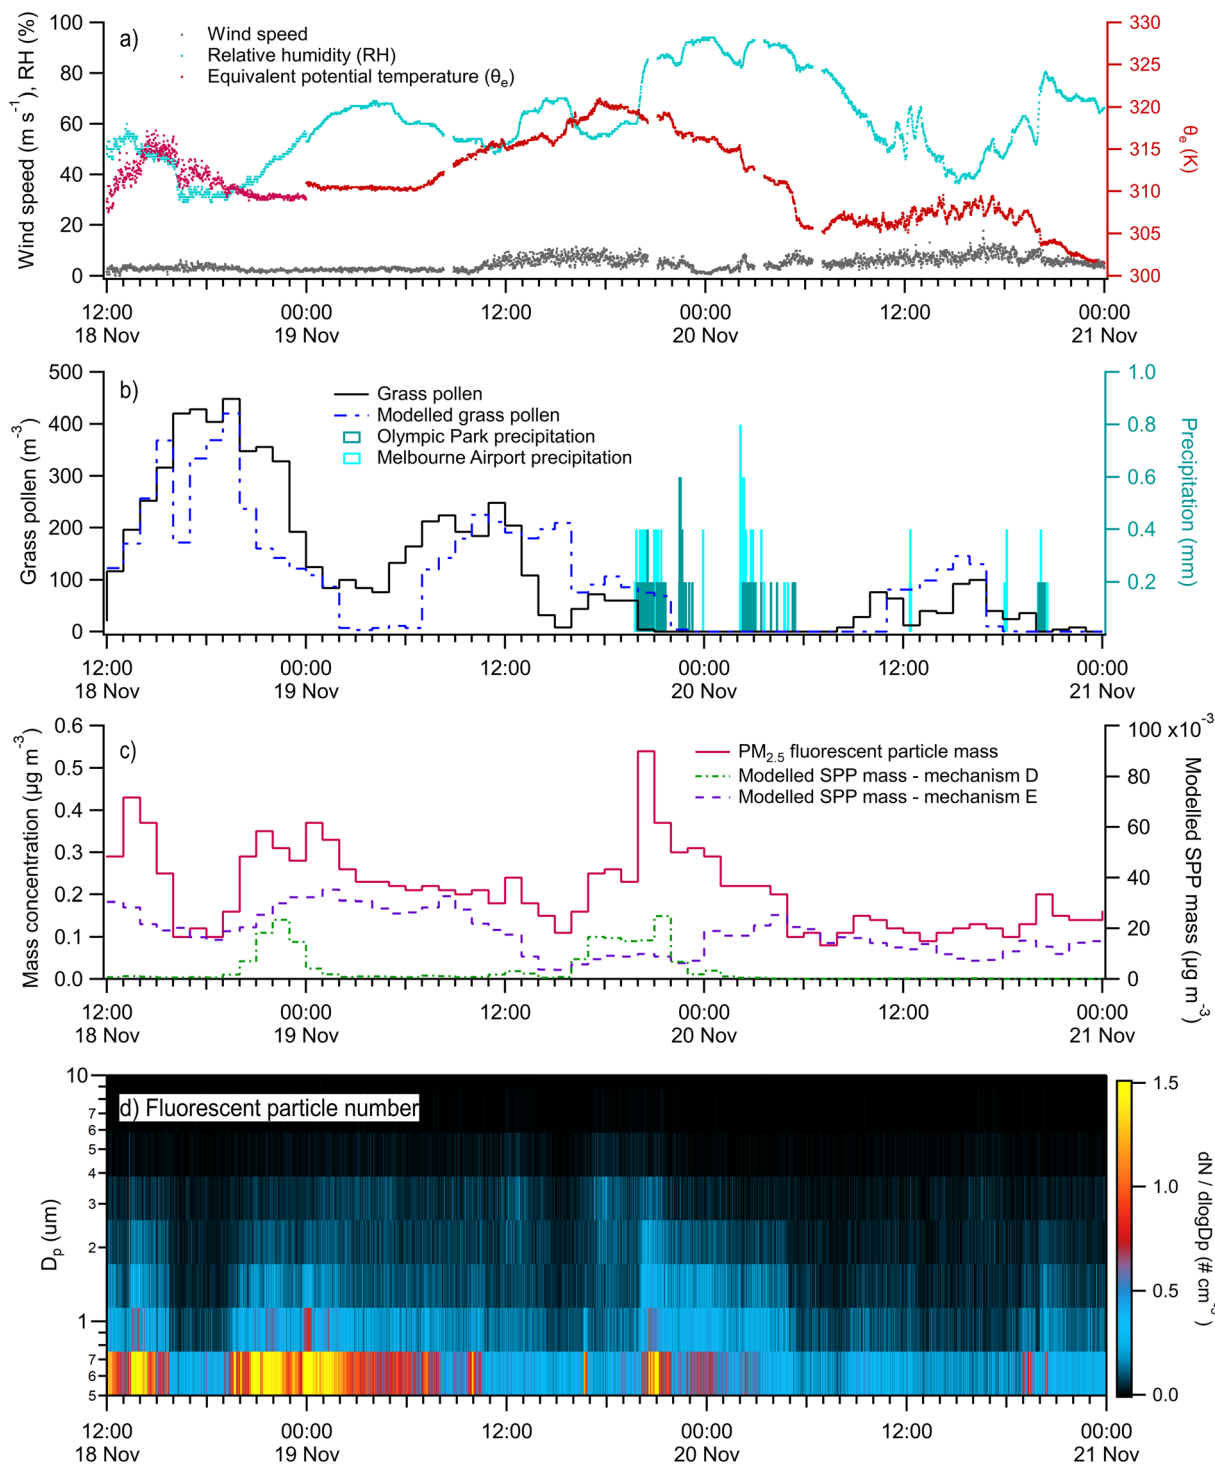 a)
Wind speed
Relative humidity (RH)
Equivalent potential temperature (θe)
Wind speed (m s-1), RH (%)
100
80
60
40
20
0
330
325
320
315
310
305
300
θe (K)
12:00 00:00 12:00 00:00 12:00 00:00
18 Nov 19 Nov 20 Nov 21 Nov
b)
Grass pollen
Modelled grass pollen
Olympic Park precipitation
Melbourne Airport precipitation
Grass pollen (m-3)
500
400
300
200
100
0
1.0
0.8
0.6
0.4
0.2
Precipitation (mm)
12:00 00:00 12:00 00:00 12:00 00:00
18 Nov 19 Nov 20 Nov 21 Nov
c)
PM2.5 fluorescent particle mass
Modelled SPP mass - mechanism D
Modelled SPP mass - mechanism E
Mass concentration (µg m-3)
0.6
0.5
0.4
0.3
0.2
0.1
0.0
100 x10-3
80
60
40
20
0
Modelled SPP mass (µg m-3)
12:00 00:00 12:00 00:00 12:00 00:00
18 Nov 19 Nov 20 Nov 21 Nov
d) Fluorescent particle number
Dp (um)
10
7
6
5
4
3
2
1
7
6
5
1.5
1.0
0.5
0.0
dN / dlogDp (# cm-3)
12:00 00:00 12:00 00:00 12:00 00:00
18 Nov 19 Nov 20 Nov 21 Nov